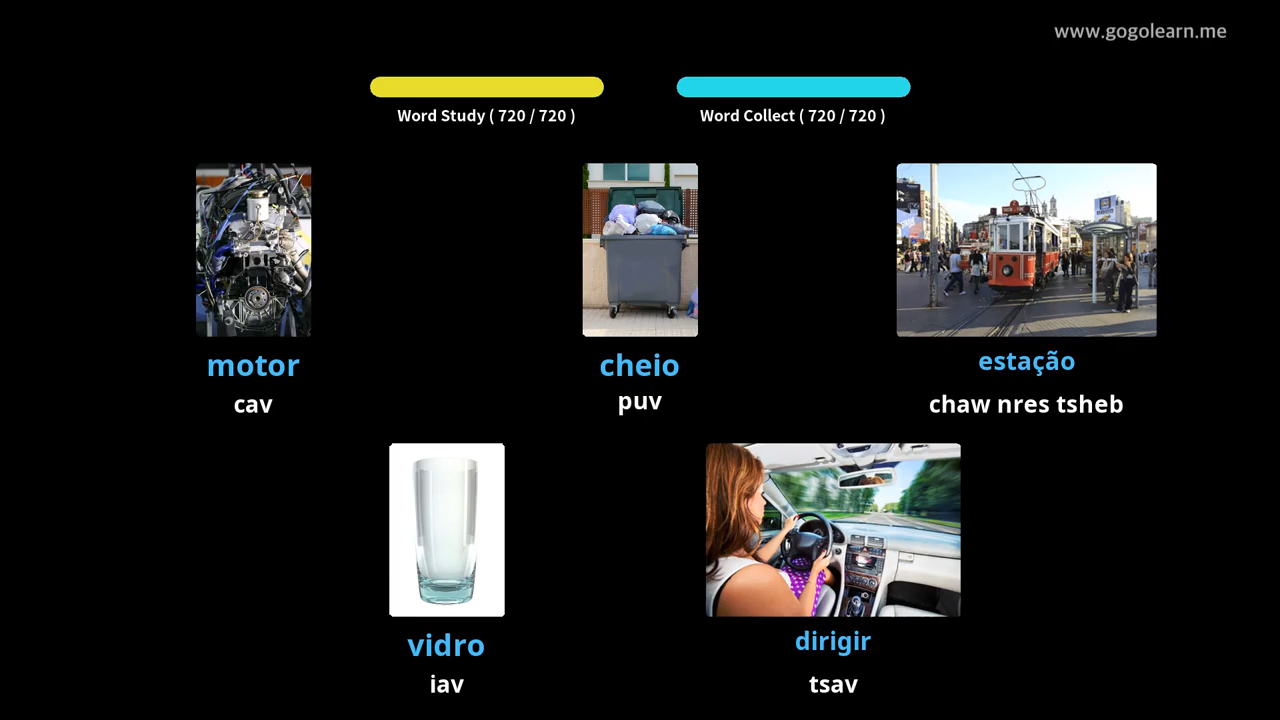 www.gogolearn.me
Word Study ( 720 / 720 )
Word Collect ( 720 / 720 )
motor
cav
cheio
puv
estação
chaw nres tsheb
vidro
iav
dirigir
tsav